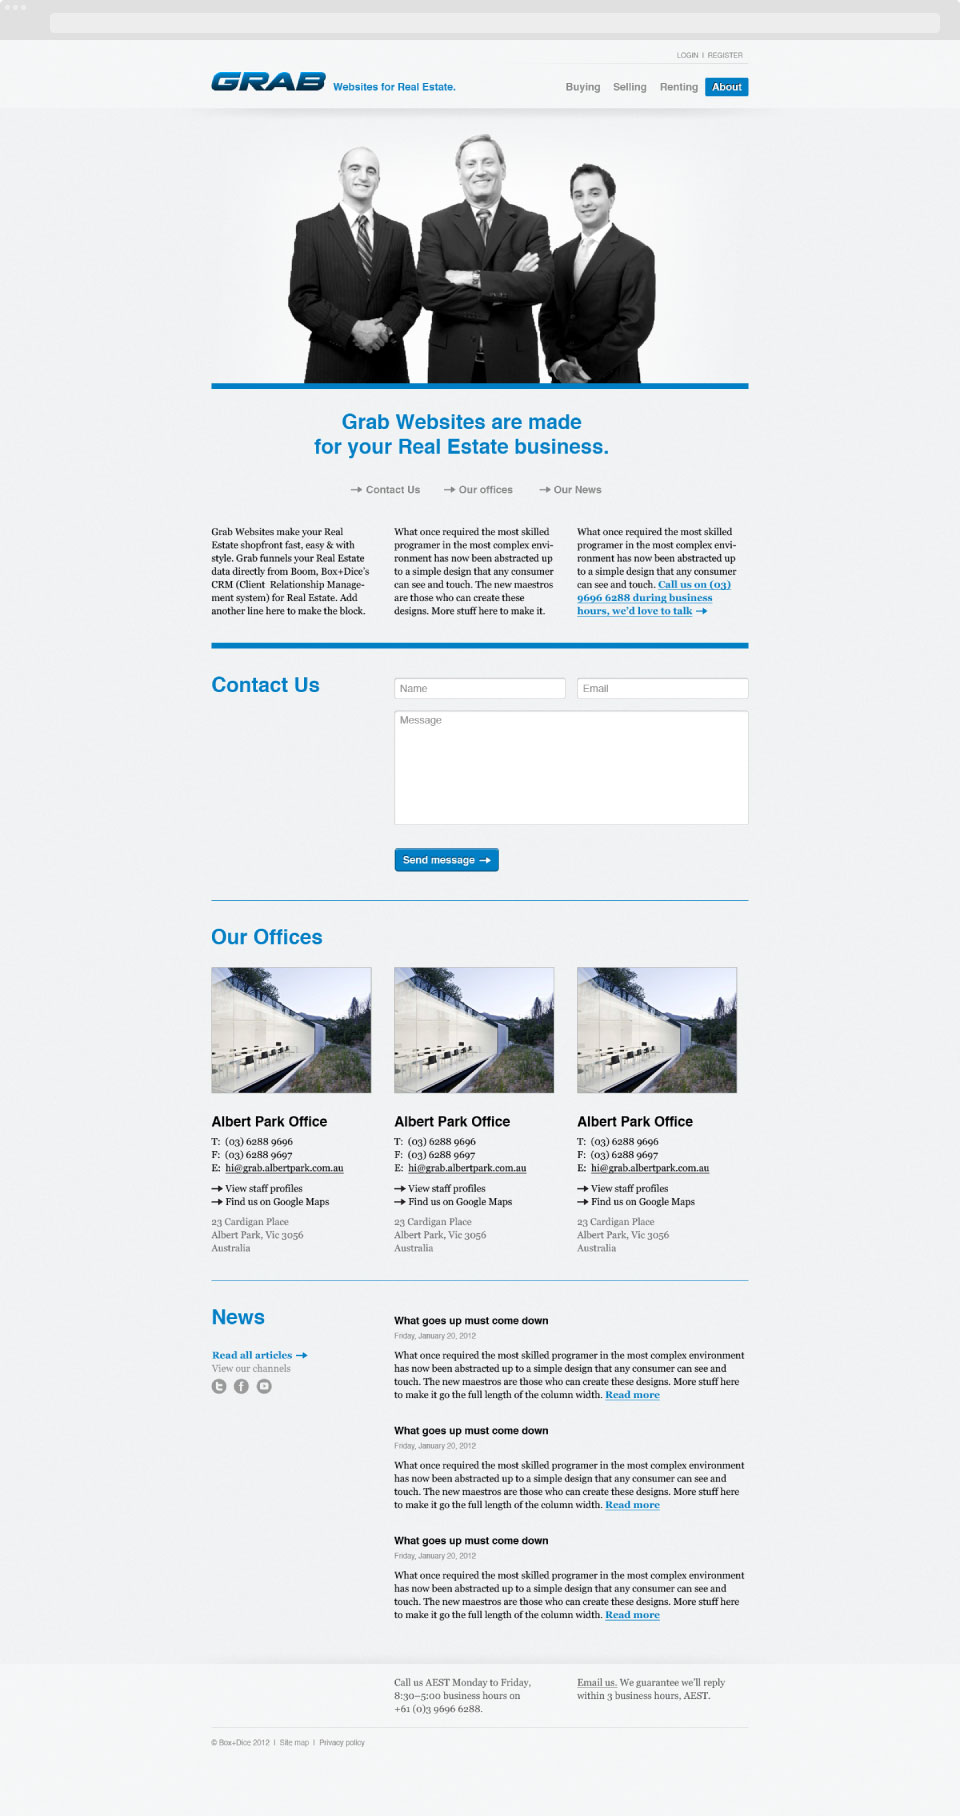 LOGIN | REGISTER
GRAB Websites for Real Estate.
Buying Selling Renting About
Grab Websites are made
for your Real Estate business.
Contact Us Our offices Our News
Grab Websites make your Real
Estate shopfront fast, easy & with
style. Grab funnels your Real Estate
data directly from Boom, Box+Dice's
CRM (Client Relationship Manage-
ment system) for Real Estate. Add
another line here to make the block.
What once required the most skilled
programer in the most complex envi-
ronment has now been abstracted up
to a simple design that any consumer
can see and touch. The new maestros
are those who can create these
designs. More stuff here to make it.
What once required the most skilled
programer in the most complex envi-
ronment has now been abstracted up
to a simple design that any consumer
can see and touch. Call us on (03)
9696 6288 during business
hours, we'd love to talk
Contact Us
Name
Email
Message
Send message
Our Offices
Albert Park Office
T: (03) 6288 9696
F: (03) 6288 9697
E: hi@grab.albertpark.com.au
View staff profiles
Find us on Google Maps
23 Cardigan Place
Albert Park, Vic 3056
Australia
Albert Park Office
T: (03) 6288 9696
F: (03) 6288 9697
E: hi@grab.albertpark.com.au
View staff profiles
Find us on Google Maps
23 Cardigan Place
Albert Park, Vic 3056
Australia
Albert Park Office
T: (03) 6288 9696
F: (03) 6288 9697
E: hi@grab.albertpark.com.au
View staff profiles
Find us on Google Maps
23 Cardigan Place
Albert Park, Vic 3056
Australia
News
Read all articles
View our channels
What goes up must come down
Friday, January 20, 2012
What once required the most skilled programer in the most complex environment
has now been abstracted up to a simple design that any consumer can see and
touch. The new maestros are those who can create these designs. More stuff here
to make it go the full length of the column width. Read more
What goes up must come down
Friday, January 20, 2012
What once required the most skilled programer in the most complex environment
has now been abstracted up to a simple design that any consumer can see and
touch. The new maestros are those who can create these designs. More stuff here
to make it go the full length of the column width. Read more
What goes up must come down
Friday, January 20, 2012
What once required the most skilled programer in the most complex environment
has now been abstracted up to a simple design that any consumer can see and
touch. The new maestros are those who can create these designs. More stuff here
to make it go the full length of the column width. Read more
Call us AEST Monday to Friday,
8:30–5:00 business hours on
+61 (0)3 9696 6288.
Email us. We guarantee we'll reply
within 3 business hours, AEST.
© Box+Dice 2012 | Site map | Privacy policy